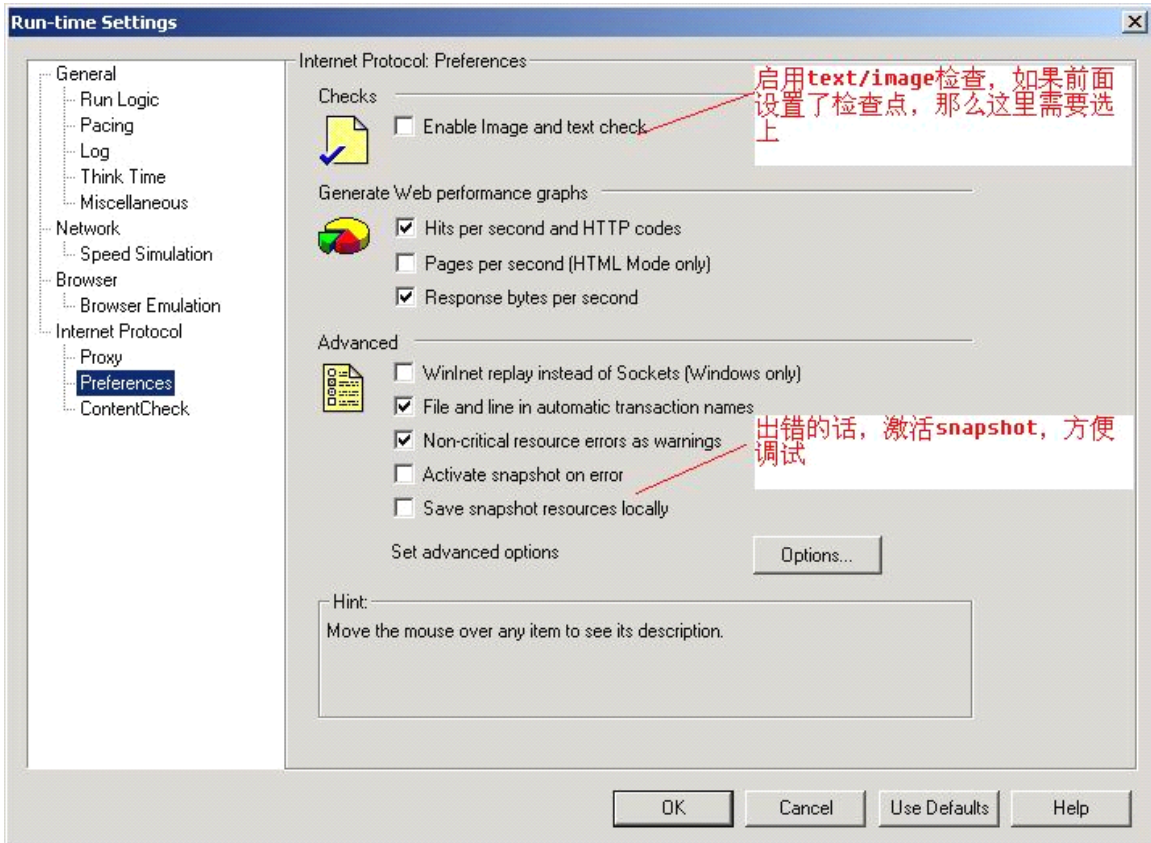 Run-time Settings
General
Run Logic
Pacing
Log
Think Time
Miscellaneous
Network
Speed Simulation
Browser
Browser Emulation
Internet Protocol
Proxy
Preferences
ContentCheck
Internet Protocol: Preferences
Checks
Enable Image and text check
启用text/image检查，如果前面
设置了检查点，那么这里需要选
上
Generate Web performance graphs
Hits per second and HTTP codes
Pages per second (HTML Mode only)
Response bytes per second
Advanced
WinInet replay instead of Sockets (Windows only)
File and line in automatic transaction names
Non-critical resource errors as warnings
Activate snapshot on error
Save snapshot resources locally
出错的话，激活snapshot，方便
调试
Set advanced options
Options...
Hint:
Move the mouse over any item to see its description.
OK
Cancel
Use Defaults
Help